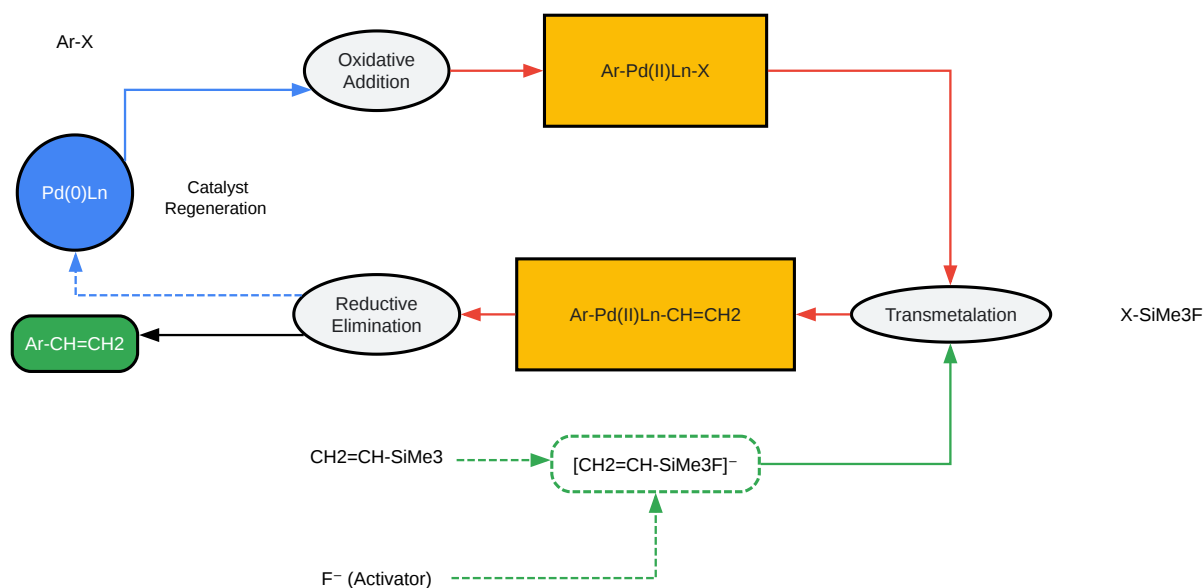 Ar-X
Oxidative
Addition
Ar-Pd(II)Ln-X
Pd(0)Ln
Catalyst
Regeneration
Reductive
Elimination
Ar-Pd(II)Ln-CH=CH2
Transmetalation
X-SiMe3F
Ar-CH=CH2
CH2=CH-SiMe3
[CH2=CH-SiMe3F]⁻
F⁻ (Activator)